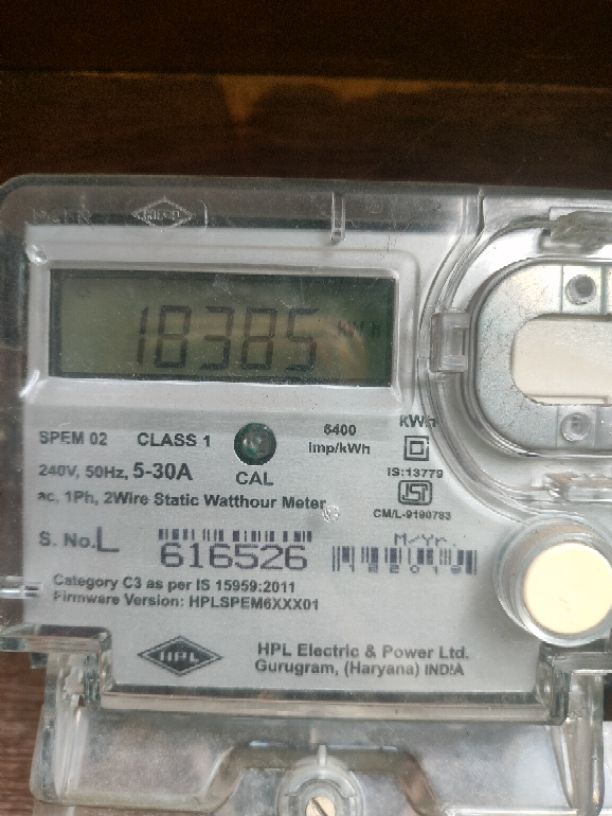 18385 KWH
SPEM 02 CLASS 1
6400
imp/kWh
KWh
240V, 50Hz, 5-30A
CAL
IS:13779
ISI
ac, 1Ph, 2Wire Static Watthour Meter
CM/L-9190783
S. No.L 616526
M/Yr.
Category C3 as per IS 15959:2011
Firmware Version: HPLSPEM6XXX01
HPL
HPL Electric & Power Ltd.
Gurugram, (Haryana) INDIA